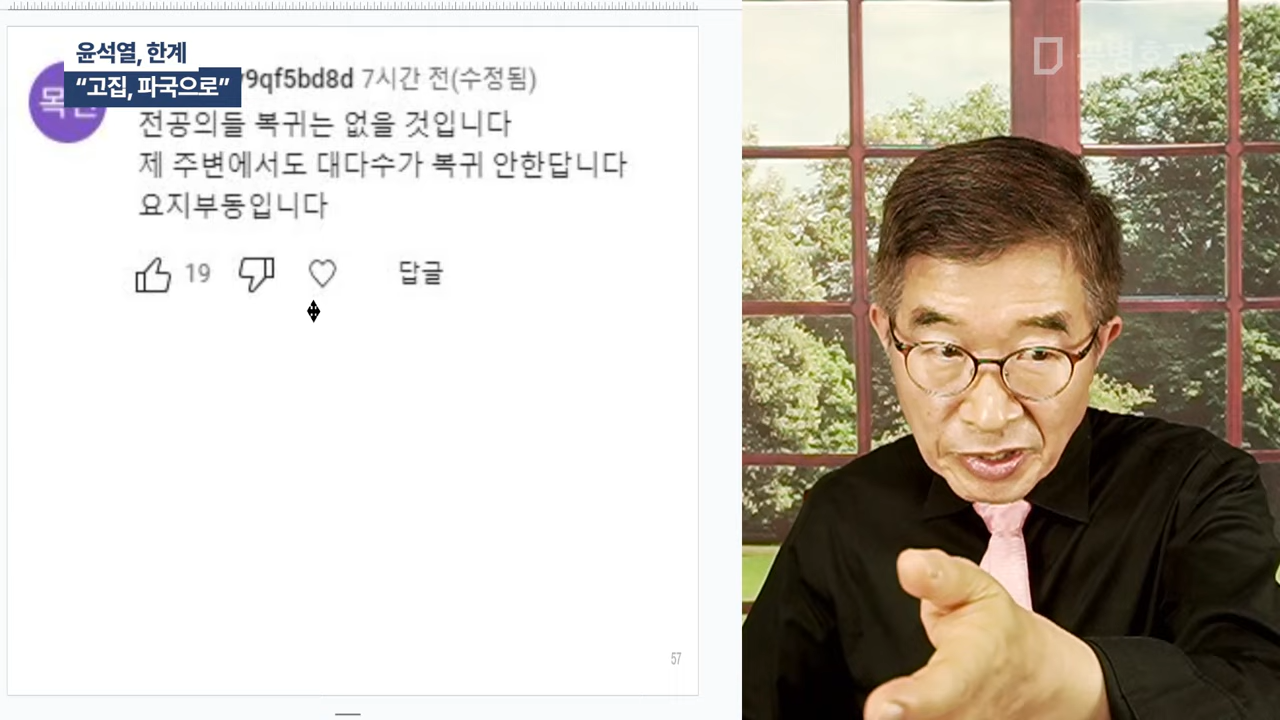 윤석열, 한계
“고집, 파국으로”
y9qf5bd8d 7시간 전(수정됨)
전공의들 복귀는 없을 것입니다
제 주변에서도 대다수가 복귀 안한답니다
요지부동입니다
19
답글
57